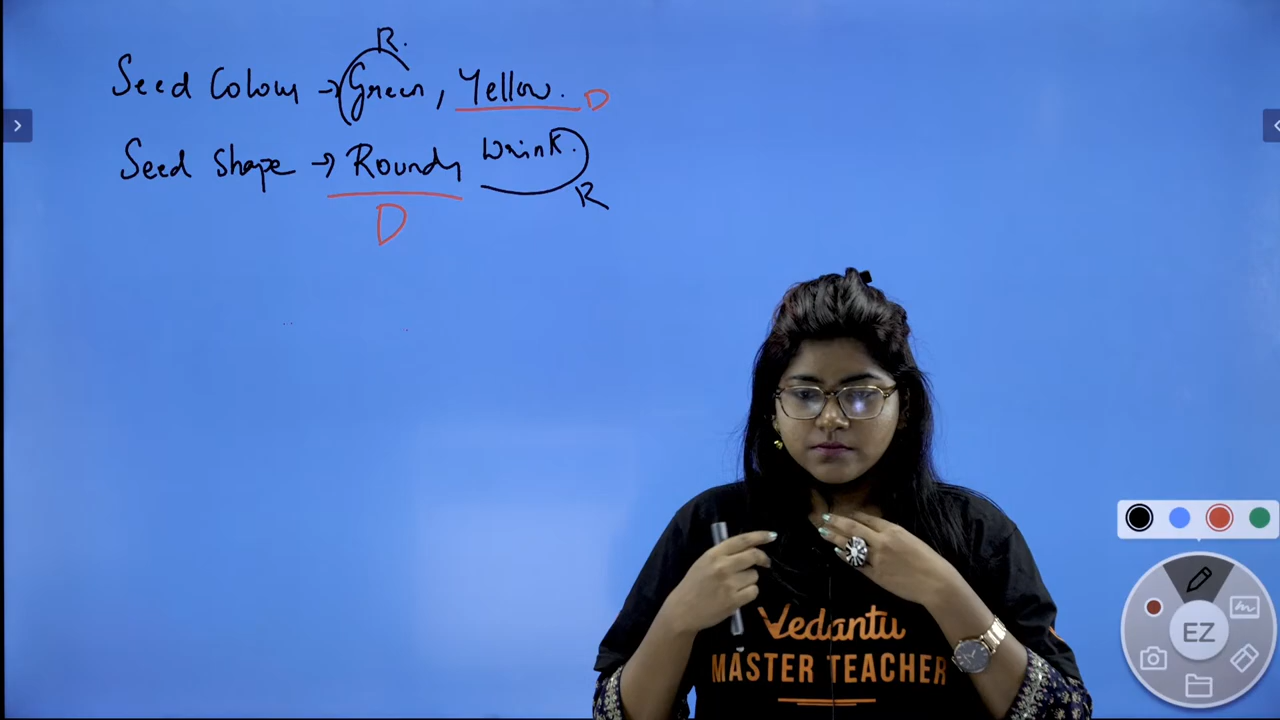 R.
Seed Colour → Green, Yellow. D
Seed Shape → Round, Wrink.
R
D
Vedantu
MASTER TEACHER
EZ